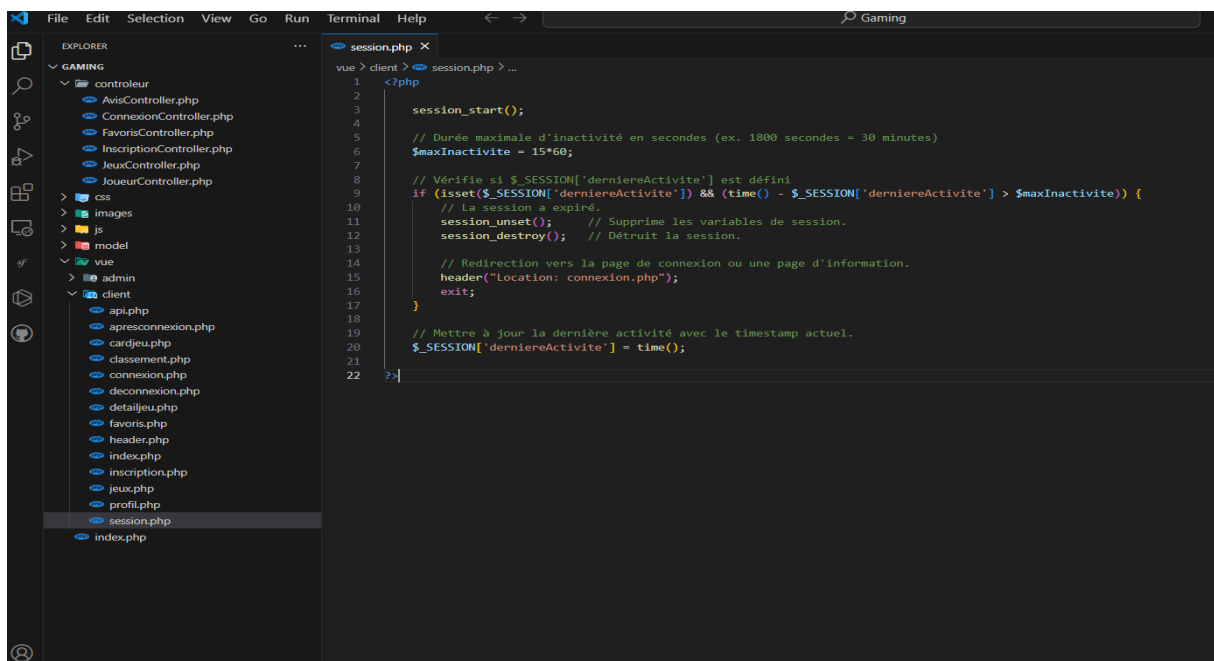 File Edit Selection View Go Run Terminal Help ← → Gaming
EXPLORER ...
session.php ×
GAMING
vue > client > session.php > ...
controleur
AvisController.php
ConnexionController.php
FavorisController.php
InscriptionController.php
JeuxController.php
JoueurController.php
css
images
js
model
vue
admin
client
api.php
apresconnexion.php
cardjeu.php
classement.php
connexion.php
deconnexion.php
detailjeu.php
favoris.php
header.php
index.php
inscription.php
jeux.php
profil.php
session.php
index.php
1 <?php
2
3 session_start();
4
5 // Durée maximale d'inactivité en secondes (ex. 1800 secondes = 30 minutes)
6 $maxInactivite = 15*60;
7
8 // Vérifie si $_SESSION['derniereActivite'] est défini
9 if (isset($_SESSION['derniereActivite']) && (time() - $_SESSION['derniereActivite'] > $maxInactivite)) {
10 // La session a expiré.
11 session_unset(); // Supprime les variables de session.
12 session_destroy(); // Détruit la session.
13
14 // Redirection vers la page de connexion ou une page d'information.
15 header("Location: connexion.php");
16 exit;
17 }
18
19 // Mettre à jour la dernière activité avec le timestamp actuel.
20 $_SESSION['derniereActivite'] = time();
21
22 ?>